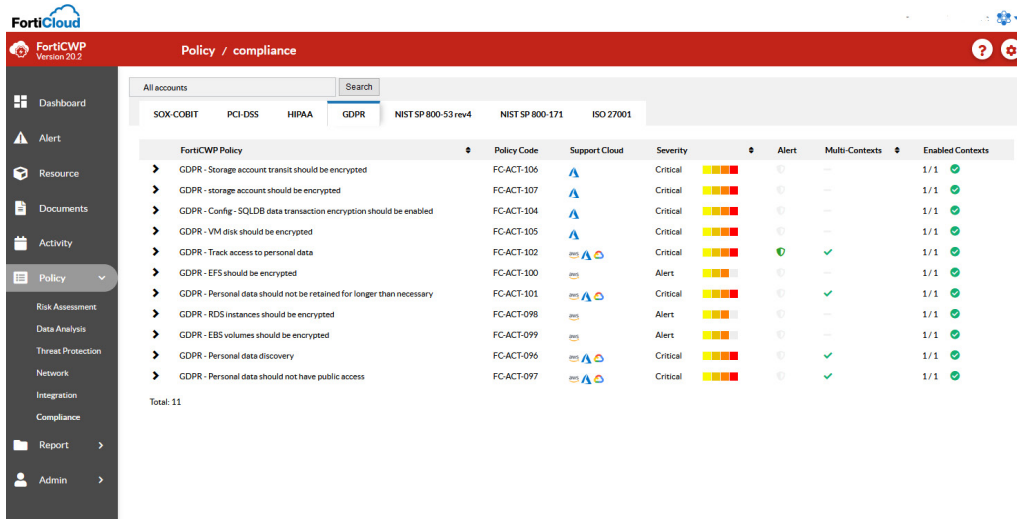 FortiCloud
FortiCWP
Version 20.2
Policy / compliance
?
All accounts
Search
SOX-COBIT PCI-DSS HIPAA GDPR NIST SP 800-53 rev4 NIST SP 800-171 ISO 27001
FortiCWP Policy Policy Code Support Cloud Severity Alert Multi-Contexts Enabled Contexts
GDPR - Storage account transit should be encrypted FC-ACT-106 Critical 1/1
GDPR - storage account should be encrypted FC-ACT-107 Critical 1/1
GDPR - Config - SQLDB data transaction encryption should be enabled FC-ACT-104 Critical 1/1
GDPR - VM disk should be encrypted FC-ACT-105 Critical 1/1
GDPR - Track access to personal data FC-ACT-102 aws Critical 1/1
GDPR - EFS should be encrypted FC-ACT-100 aws Alert 1/1
GDPR - Personal data should not be retained for longer than necessary FC-ACT-101 aws Critical 1/1
GDPR - RDS instances should be encrypted FC-ACT-098 aws Alert 1/1
GDPR - EBS volumes should be encrypted FC-ACT-099 aws Alert 1/1
GDPR - Personal data discovery FC-ACT-096 aws Critical 1/1
GDPR - Personal data should not have public access FC-ACT-097 aws Critical 1/1
Total: 11
Dashboard
Alert
Resource
Documents
Activity
Policy
Risk Assessment
Data Analysis
Threat Protection
Network
Integration
Compliance
Report
Admin